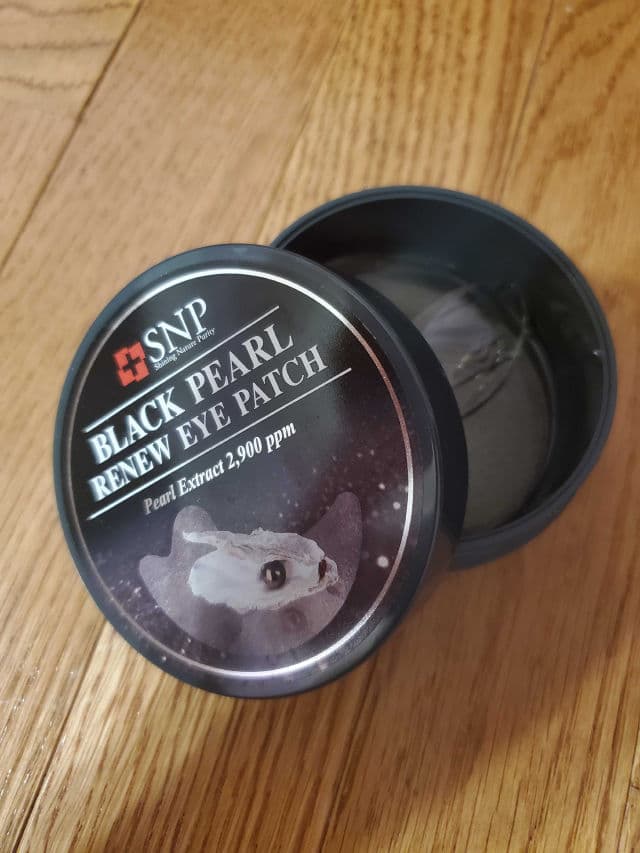 SNP
Shining Nature Purity
BLACK PEARL
RENEW EYE PATCH
Pearl Extract 2,900 ppm